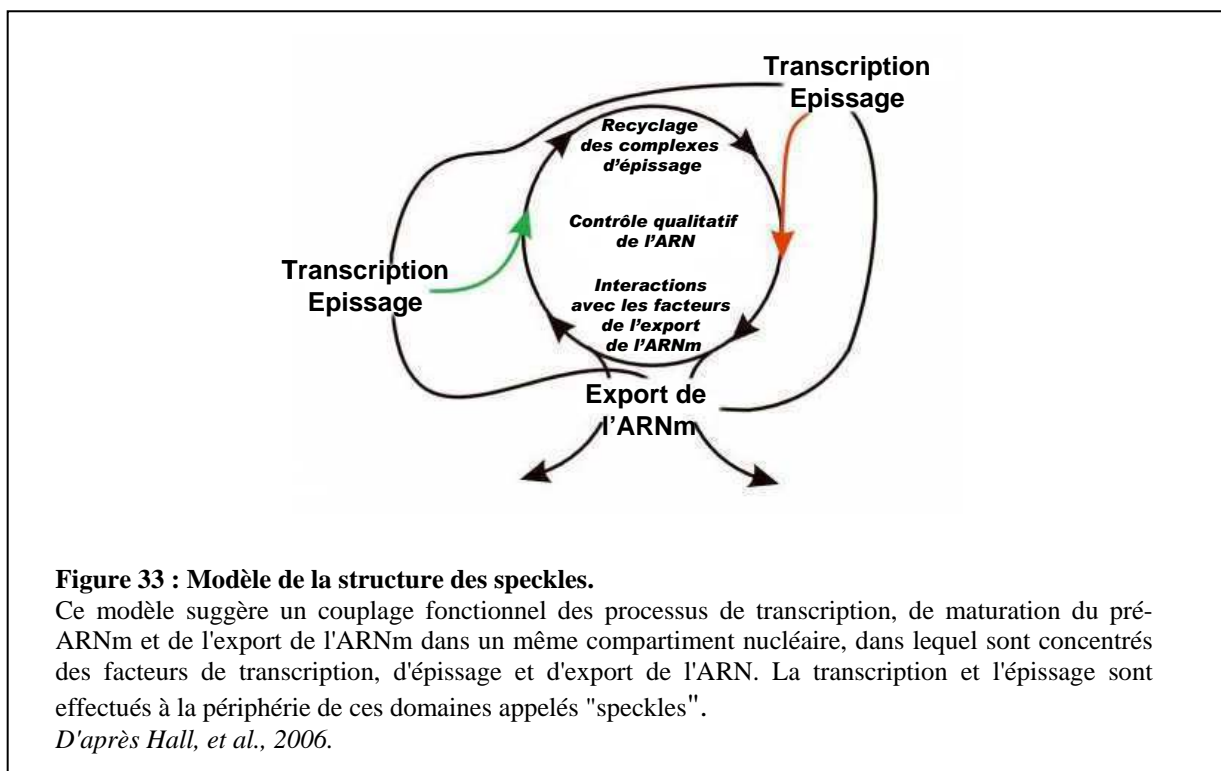 Transcription
Epissage
Recyclage
des complexes
d'épissage
Contrôle qualitatif
de l'ARN
Transcription
Epissage
Interactions
avec les facteurs
de l'export
de l'ARNm
Export de
l'ARNm
Figure 33 : Modèle de la structure des speckles.
Ce modèle suggère un couplage fonctionnel des processus de transcription, de maturation du pré-
ARNm et de l'export de l'ARNm dans un même compartiment nucléaire, dans lequel sont concentrés
des facteurs de transcription, d'épissage et d'export de l'ARN. La transcription et l'épissage sont
effectués à la périphérie de ces domaines appelés "speckles".
D'après Hall, et al., 2006.